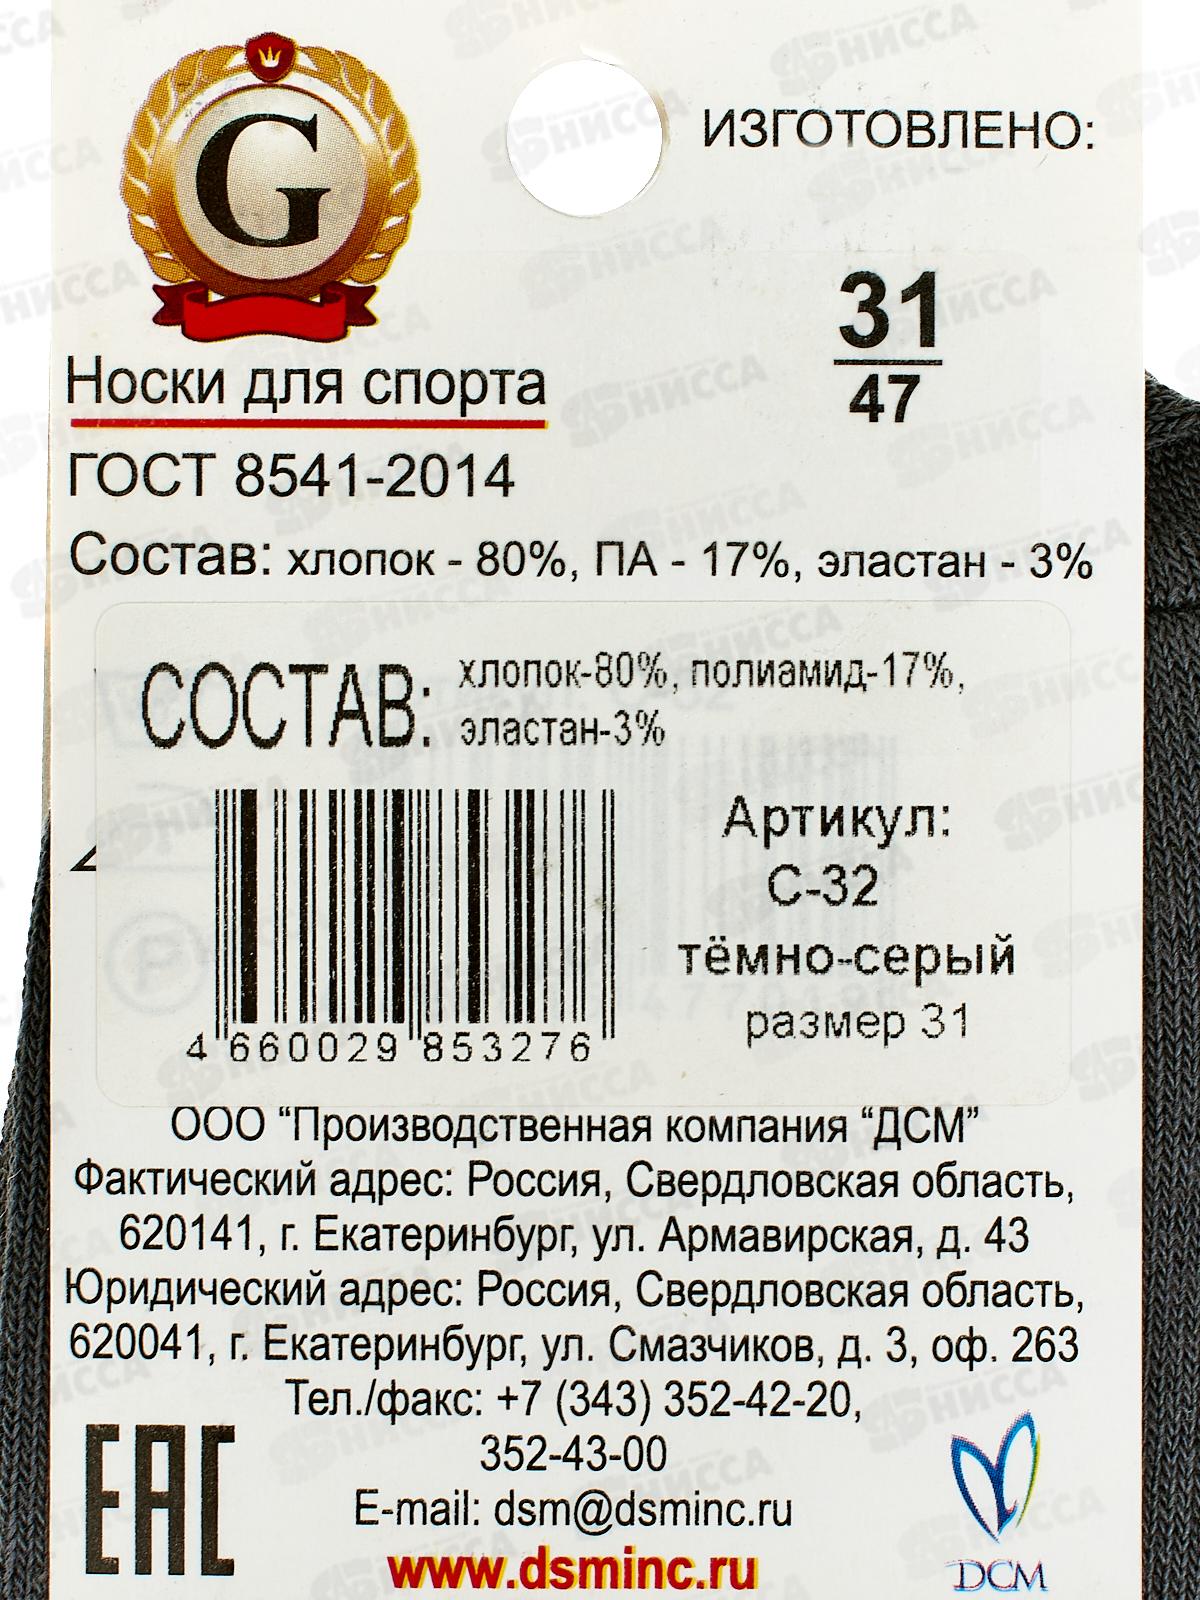 G
ИЗГОТОВЛЕНО:
31
47
Носки для спорта
ГОСТ 8541-2014
Состав: хлопок - 80%, ПА - 17%, эластан - 3%
СОСТАВ: хлопок-80%, полиамид-17%,
эластан-3%
Артикул:
С-32
тёмно-серый
размер 31
4 660029 853276
ООО “Производственная компания “ДСМ”
Фактический адрес: Россия, Свердловская область,
620141, г. Екатеринбург, ул. Армавирская, д. 43
Юридический адрес: Россия, Свердловская область,
620041, г. Екатеринбург, ул. Смазчиков, д. 3, оф. 263
Тел./факс: +7 (343) 352-42-20,
352-43-00
E-mail: dsm@dsminc.ru
www.dsminc.ru
ЕАС
DCM
НИССА